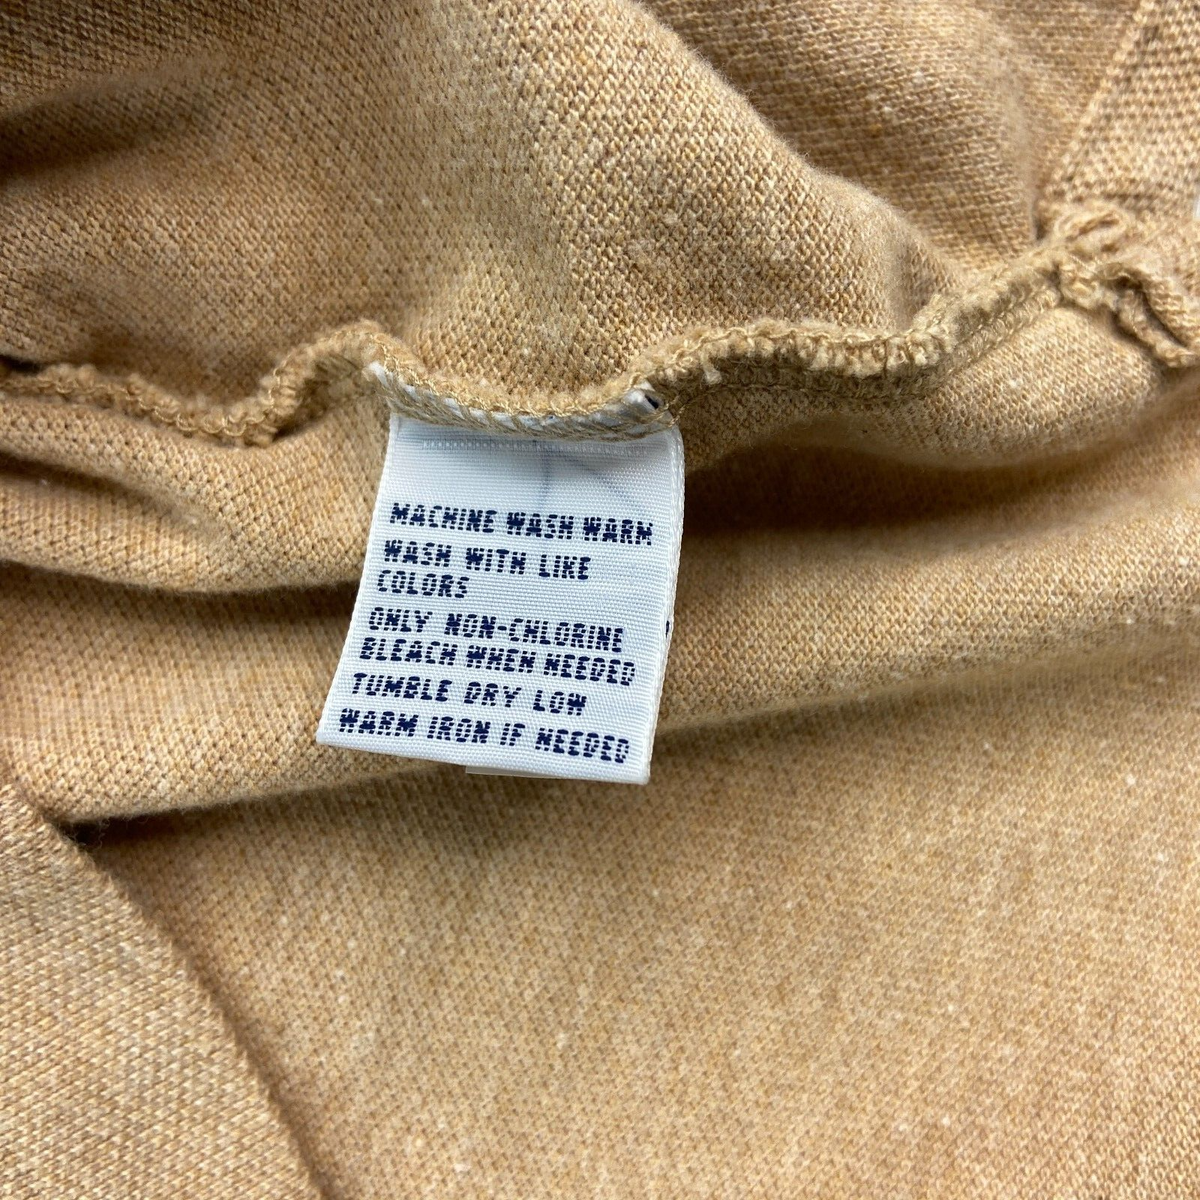 MACHINE WASH WARM
WASH WITH LIKE
COLORS
ONLY NON-CHLORINE
BLEACH WHEN NEEDED
TUMBLE DRY LOW
WARM IRON IF NEEDED